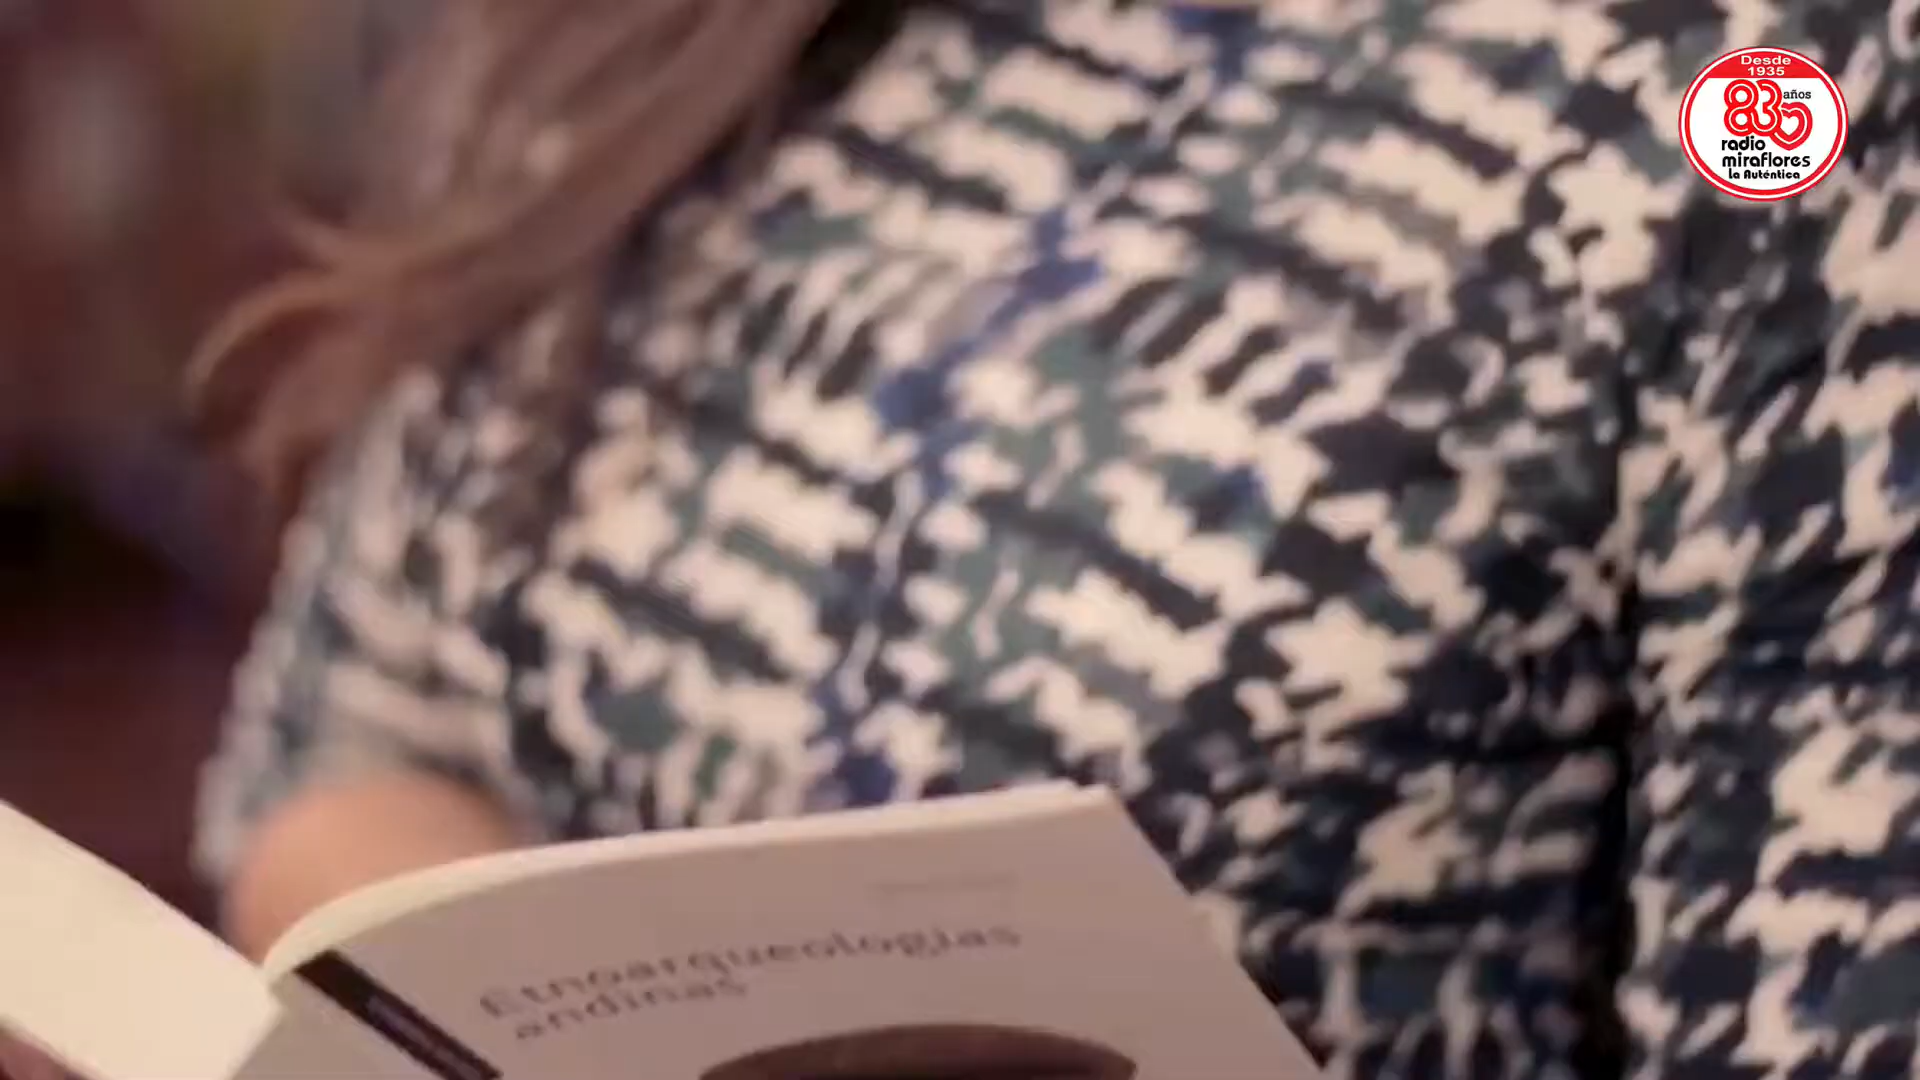 Desde
1935
83 años
radio
miraflores
La Auténtica
Etnoarqueologías
andinas